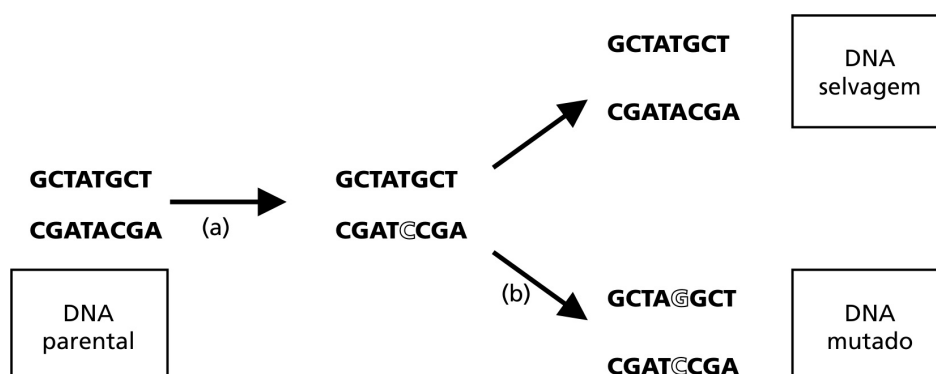 GCTATGCT
CGATACGA
DNA
selvagem
GCTATGCT
CGATACGA
(a)
DNA
parental
GCTATGCT
CGATCCGA
(b)
GCTAGGCT
CGATCCGA
DNA
mutado